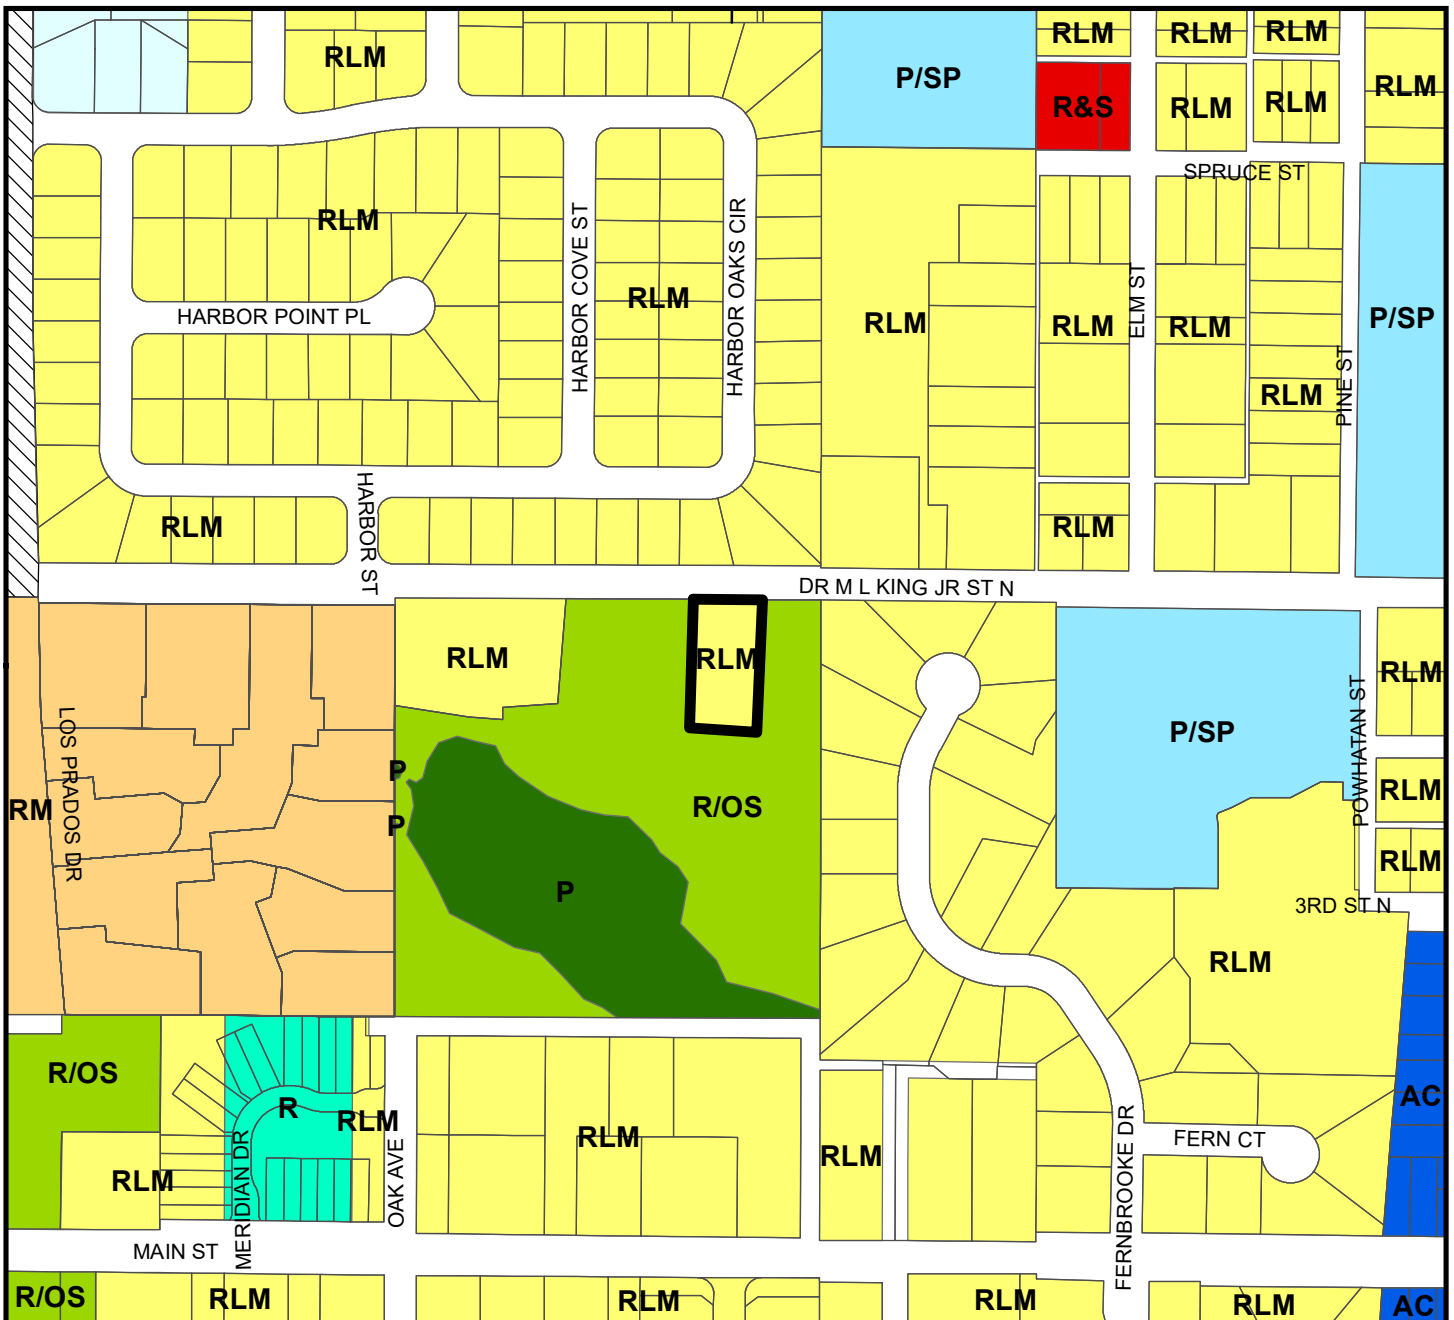 RLM
P/SP
RLM
RLM
RLM
RLM
R&S
RLM
RLM
SPRUCE ST
RLM
HARBOR COVE ST
HARBOR OAKS CIR
RLM
HARBOR POINT PL
RLM
RLM
ELM ST
RLM
P/SP
PINE ST
RLM
RLM
HARBOR ST
RLM
DR M L KING JR ST N
RLM
RLM
RLM
LOS PRADOS DR
POWHATAN ST
P/SP
P
RM
P
R/OS
RLM
P
RLM
3RD ST N
RLM
R/OS
R
RLM
AC
RLM
MERIDIAN DR
OAK AVE
RLM
RLM
FERNBROOKE DR
FERN CT
MAIN ST
R/OS
RLM
RLM
RLM
RLM
AC